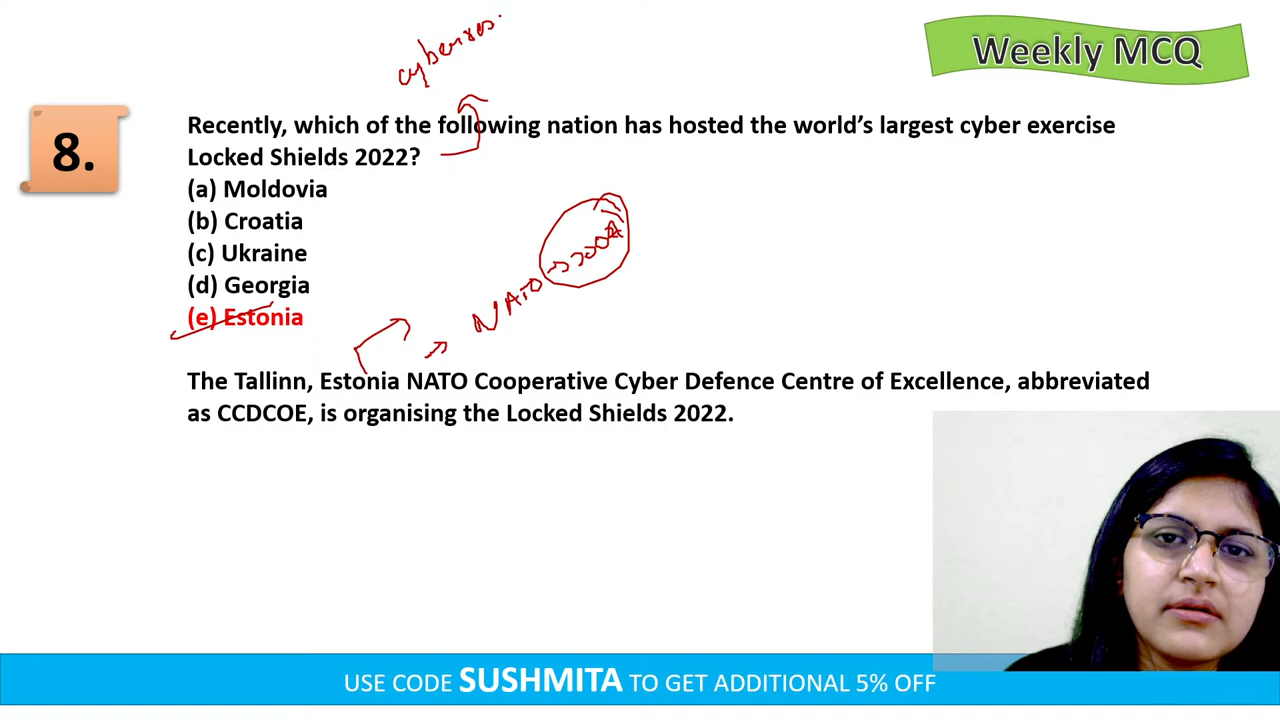 Weekly MCQ
8.
Recently, which of the following nation has hosted the world's largest cyber exercise
Locked Shields 2022?
(a) Moldovia
(b) Croatia
(c) Ukraine
(d) Georgia
(e) Estonia
NATO
The Tallinn, Estonia NATO Cooperative Cyber Defence Centre of Excellence, abbreviated
as CCDCOE, is organising the Locked Shields 2022.
USE CODE SUSHMITA TO GET ADDITIONAL 5% OFF